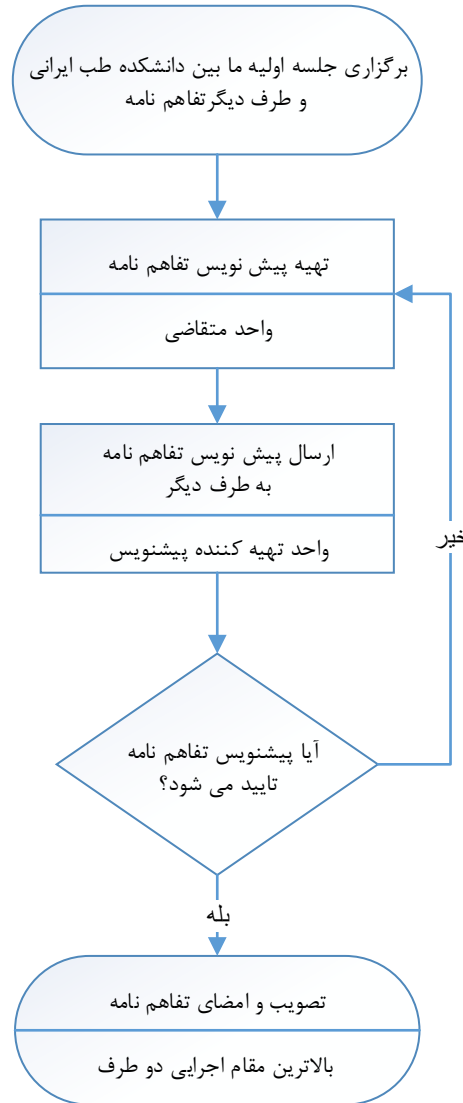 برگزاری جلسه اولیه ما بین دانشکده طب ایرانی
و طرف دیگرتفاهم نامه
تهیه پیش نویس تفاهم نامه
واحد متقاضی
ارسال پیش نویس تفاهم نامه
به طرف دیگر
واحد تهیه کننده پیشنویس
خیر
آیا پیشنویس تفاهم نامه
تایید می شود؟
بله
تصویب و امضای تفاهم نامه
بالاترین مقام اجرایی دو طرف